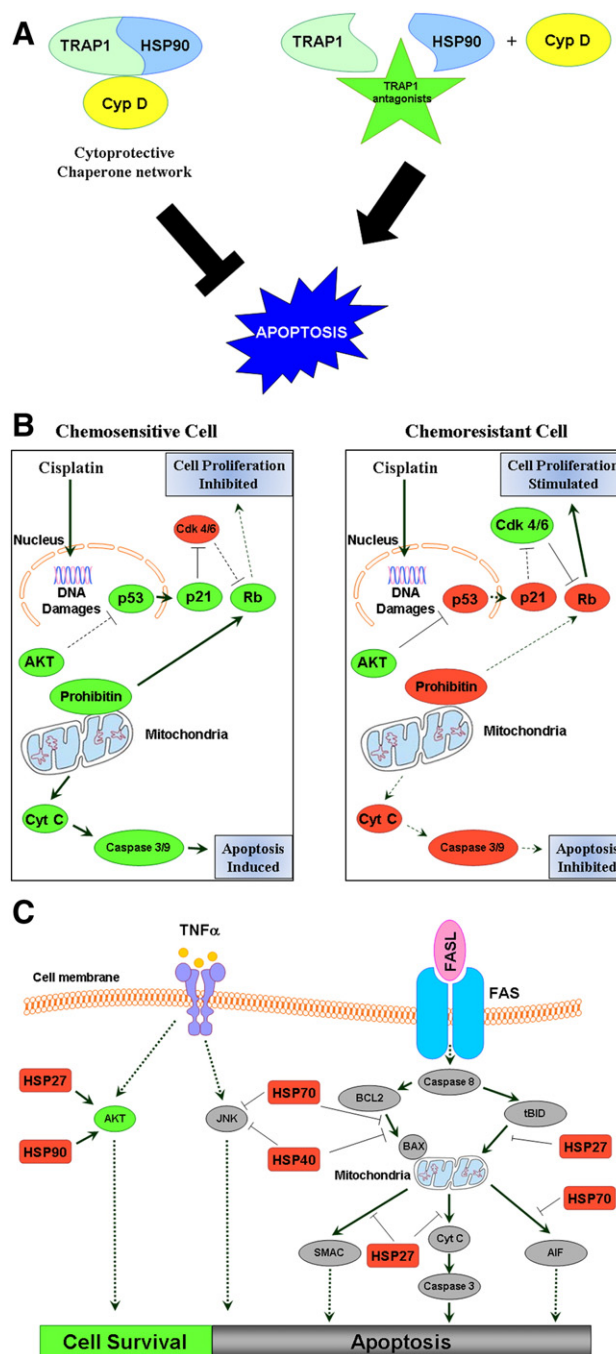 A
TRAP1
HSP90
Cyp D
Cytoprotective
Chaperone network
TRAP1
HSP90
+
Cyp D
TRAP1
antagonists
APOPTOSIS
B
Chemosensitive Cell
Cisplatin
Cell Proliferation
Inhibited
Nucleus
Cdk 4/6
DNA
Damages
p53
p21
Rb
AKT
Prohibitin
Mitochondria
Cyt C
Caspase 3/9
Apoptosis
Induced
Chemoresistant Cell
Cisplatin
Cell Proliferation
Stimulated
Nucleus
Cdk 4/6
DNA
Damages
p53
p21
Rb
AKT
Prohibitin
Mitochondria
Cyt C
Caspase 3/9
Apoptosis
Inhibited
C
TNFα
FASL
FAS
Cell membrane
HSP27
HSP90
AKT
JNK
HSP70
HSP40
BCL2
Caspase 8
tBID
BAX
HSP27
Mitochondria
HSP70
SMAC
HSP27
Cyt C
AIF
Caspase 3
Cell Survival
Apoptosis